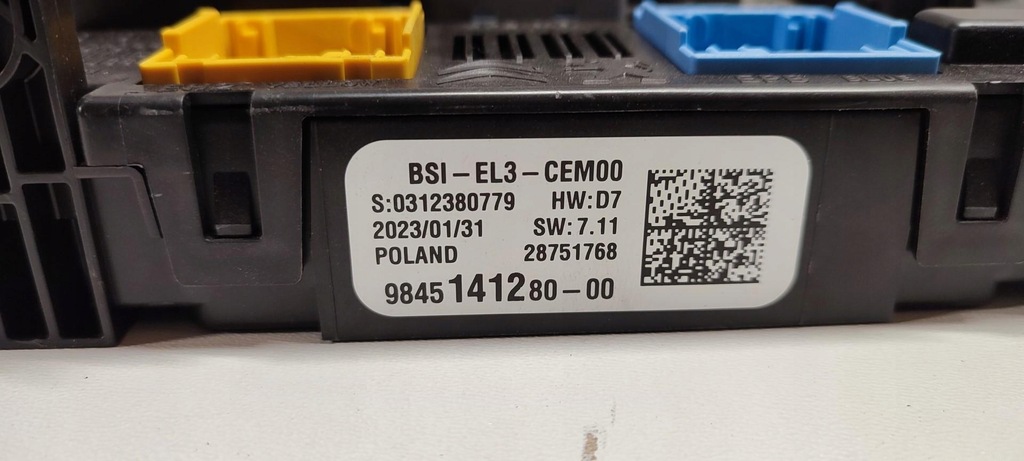 BSI-EL3-CEM00
S:0312380779 HW:D7
2023/01/31 SW:7.11
POLAND 28751768
9845141280-00